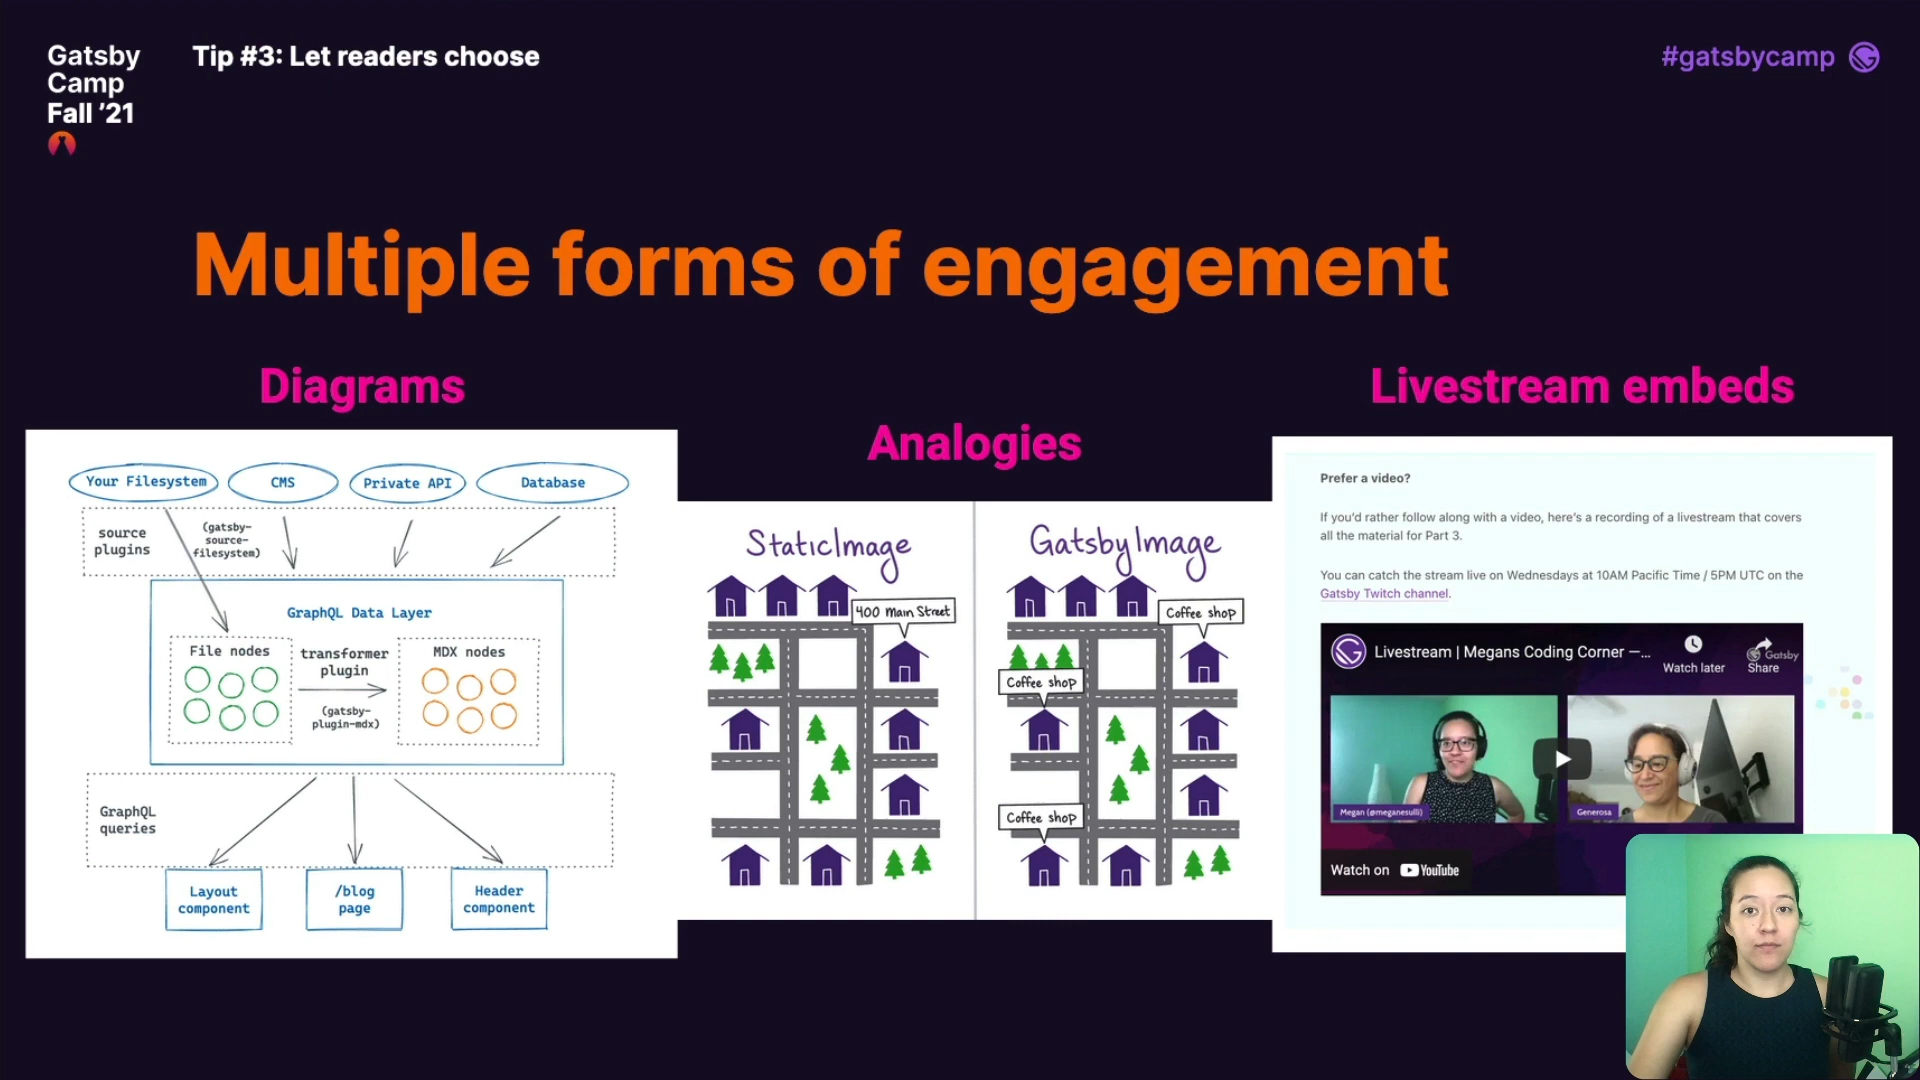 Gatsby
Camp
Fall ’21
Tip #3: Let readers choose
#gatsbycamp
Multiple forms of engagement
Diagrams
Your Filesystem
CMS
Private API
Database
source
plugins
(gatsby-
source-
filesystem)
GraphQL Data Layer
File nodes
transformer
plugin
(gatsby-
plugin-mdx)
MDX nodes
GraphQL
queries
Layout
component
/blog
page
Header
component
Analogies
StaticImage
400 Main Street
GatsbyImage
Coffee shop
Coffee shop
Coffee shop
Livestream embeds
Prefer a video?
If you’d rather follow along with a video, here’s a recording of a livestream that covers
all the material for Part 3.
You can catch the stream live on Wednesdays at 10AM Pacific Time / 5PM UTC on the
Gatsby Twitch channel.
Livestream | Megans Coding Corner —...
Watch later
Share
Gatsby
Megan (@meganesulli)
Generosa
Watch on YouTube